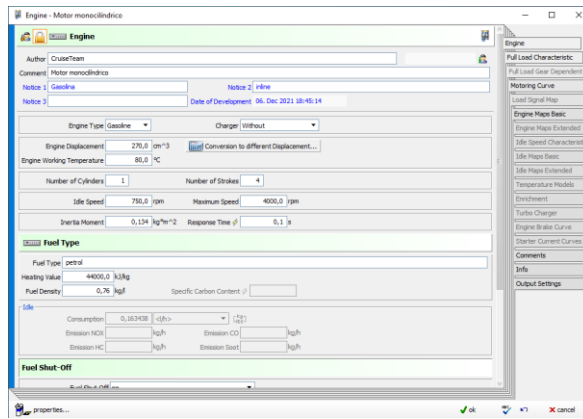 Engine - Motor monocilíndrico
Engine
Author CruiseTeam
Comment Motor monocilíndrico
Notice 1 Gasolina Notice 2 inline
Notice 3 Date of Development 06. Dec 2021 18:45:14
Engine Type Gasoline Charger Without
Engine Displacement 270,0 cm^3 Conversion to different Displacement...
Engine Working Temperature 80,0 °C
Number of Cylinders 1 Number of Strokes 4
Idle Speed 750,0 rpm Maximum Speed 4000,0 rpm
Inertia Moment 0,134 kg*m^2 Response Time 0,1 s
Fuel Type
Fuel Type petrol
Heating Value 44000,0 kJ/kg
Fuel Density 0,76 kg/l Specific Carbon Content
Idle
Consumption 0,163438 <l/h>
Emission NOX kg/h Emission CO kg/h
Emission HC kg/h Emission Soot kg/h
Fuel Shut-Off
Fuel Shut-Off no
properties...
ok
cancel
Engine
Full Load Characteristic
Full Load Gear Dependent
Motoring Curve
Load Signal Map
Engine Maps Basic
Engine Maps Extended
Idle Speed Characterist
Idle Maps Basic
Idle Maps Extended
Temperature Models
Enrichment
Turbo Charger
Engine Brake Curve
Starter Current Curves
Comments
Info
Output Settings